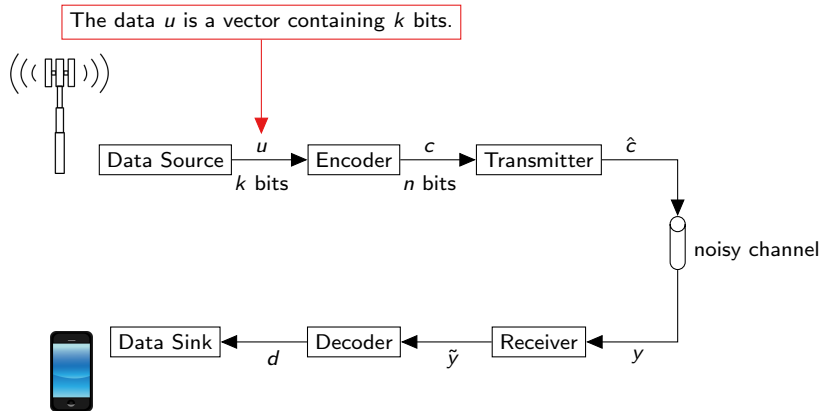 The data u is a vector containing k bits.
Data Source
u
k bits
Encoder
c
n bits
Transmitter
ĉ
noisy channel
Data Sink
d
Decoder
ỹ
Receiver
y